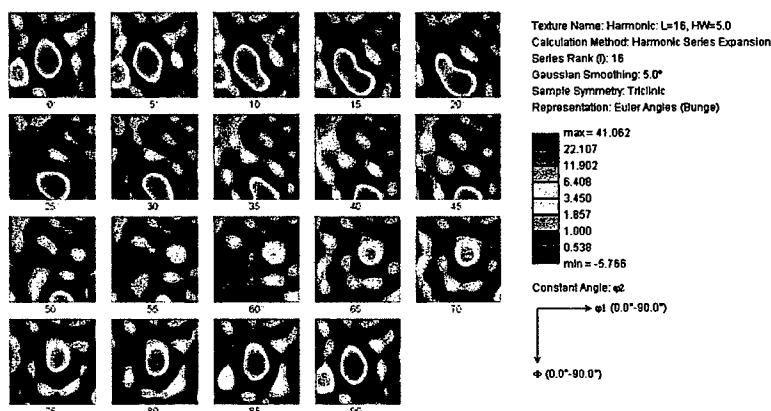 Texture Name: Harmonic: L=16, HW=5.0
Calculation Method: Harmonic Series Expansion
Series Rank (l): 16
Gaussian Smoothing: 5.0°
Sample Symmetry: Triclinic
Representation: Euler Angles (Bunge)
0° 5° 10 15 20
25 30 35 40 45
50 55 60 65 70
75 80 85 90
max = 41.062
22.107
11.902
6.408
3.450
1.857
1.000
0.538
min = -5.766
Constant Angle: φ2
φ1 (0.0°-90.0°)
Φ (0.0°-90.0°)